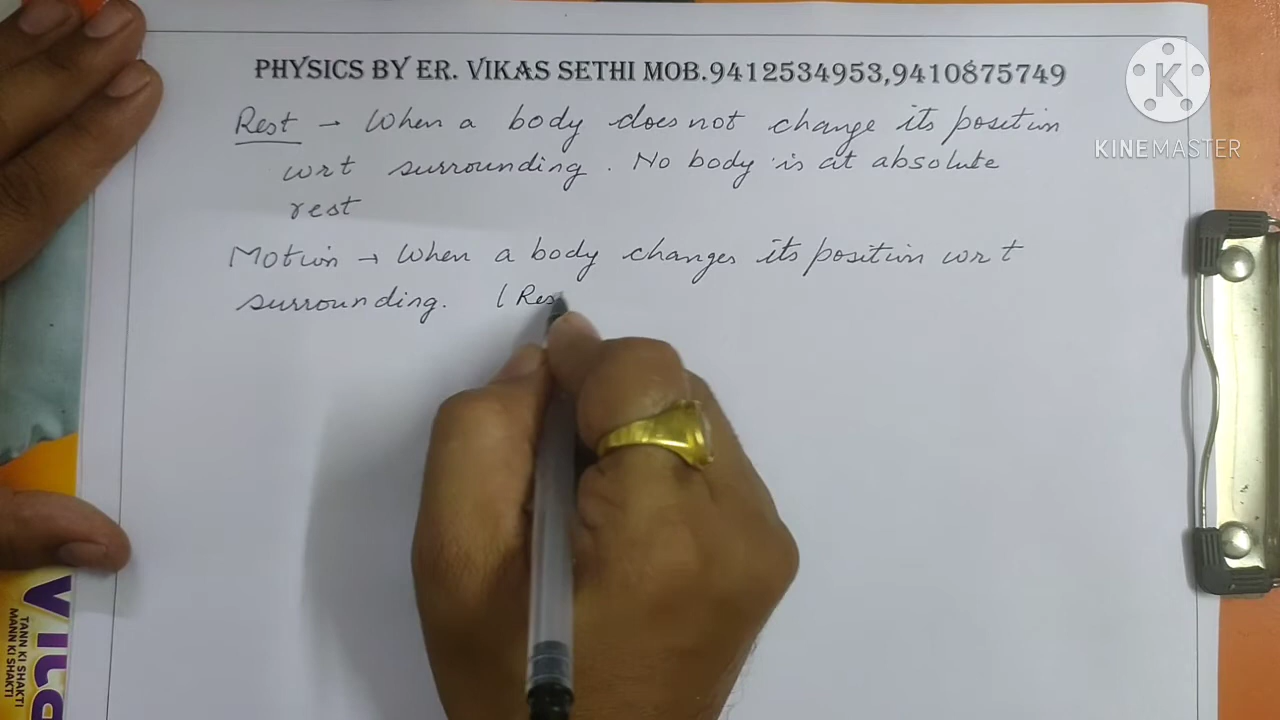 PHYSICS BY ER. VIKAS SETHI MOB.9412534953,9410875749
K
KINEMASTER
Rest → When a body does not change its position
wrt surrounding. No body is at absolute
rest
Motion → When a body changes its position wrt
surrounding. (Res
Vita
TANN KI SHAKTI
MANN KI SHAKTI